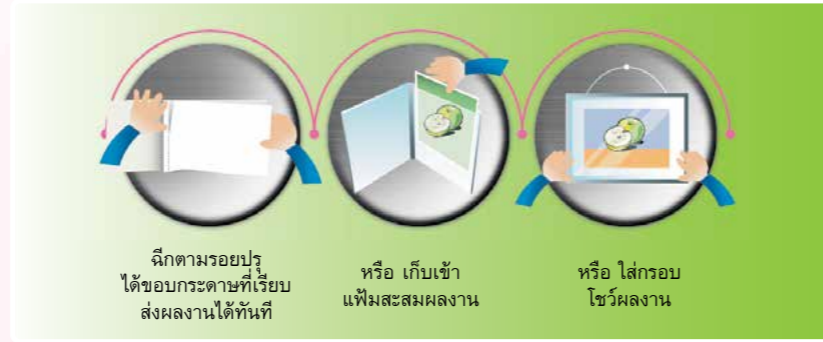 ฉีกตามรอยปรุ
ได้ขอบกระดาษที่เรียบ
ส่งผลงานได้ทันที
หรือ เก็บเข้า
แฟ้มสะสมผลงาน
หรือ ใส่กรอบ
โชว์ผลงาน